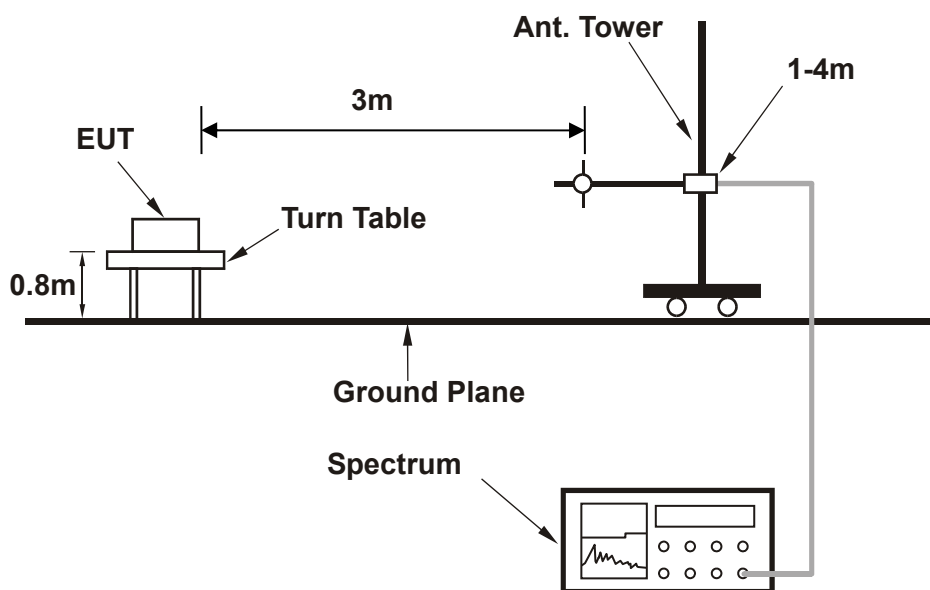 Ant. Tower
1-4m
3m
EUT
Turn Table
0.8m
Ground Plane
Spectrum